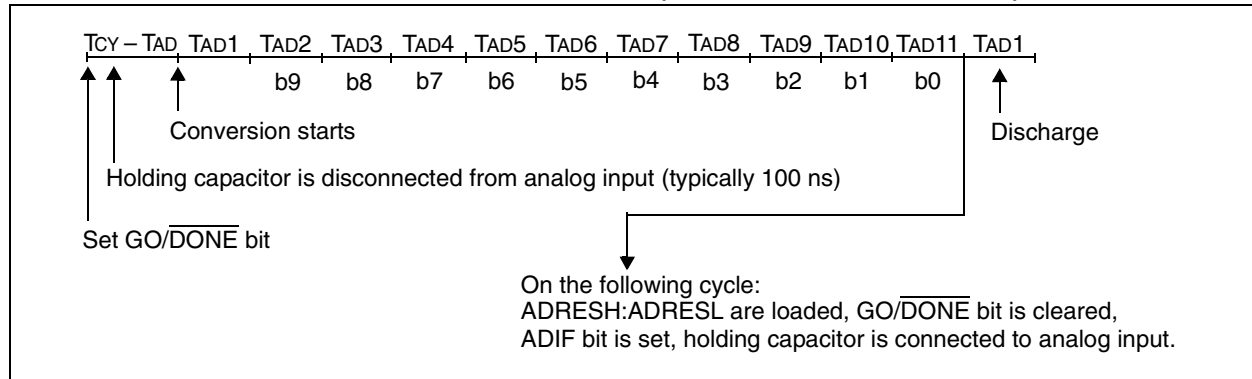 TCY – TAD TAD1 TAD2 TAD3 TAD4 TAD5 TAD6 TAD7 TAD8 TAD9 TAD10 TAD11 TAD1
b9 b8 b7 b6 b5 b4 b3 b2 b1 b0
Conversion starts
Discharge
Holding capacitor is disconnected from analog input (typically 100 ns)
Set GO/DONE bit
On the following cycle:
ADRESH:ADRESL are loaded, GO/DONE bit is cleared,
ADIF bit is set, holding capacitor is connected to analog input.